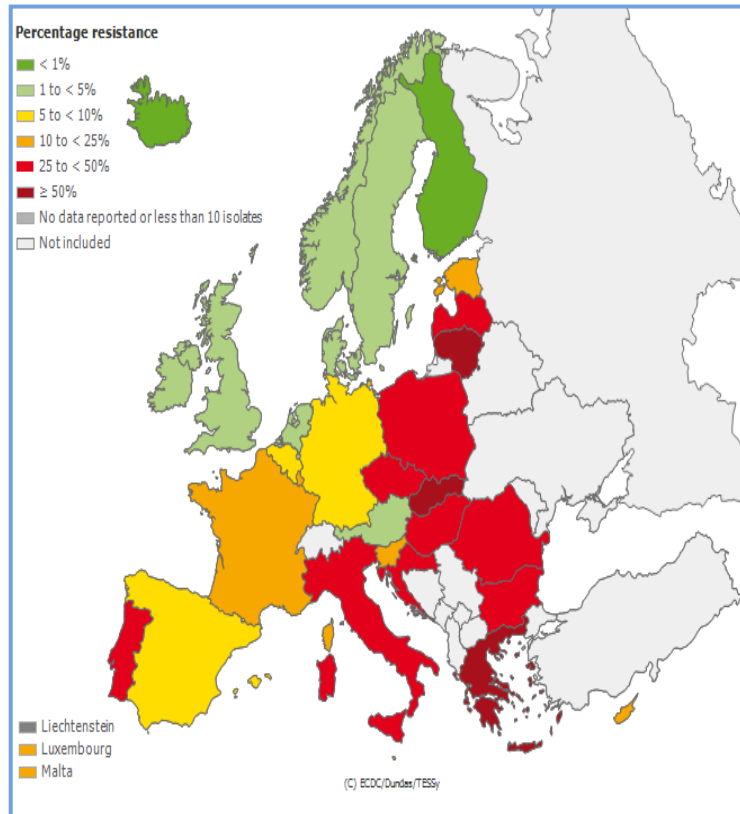 Percentage resistance
< 1%
1 to < 5%
5 to < 10%
10 to < 25%
25 to < 50%
≥ 50%
No data reported or less than 10 isolates
Not included
Liechtenstein
Luxembourg
Malta
(C) ECDC/Dundas/TESSy